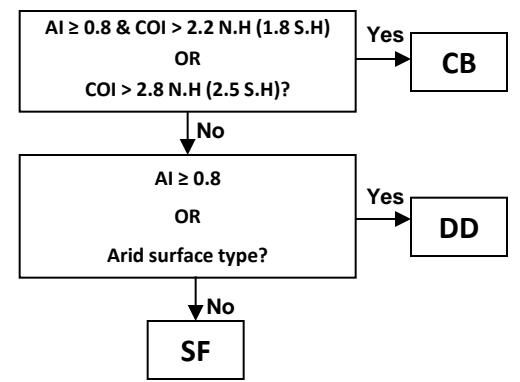 AI ≥ 0.8 & COI > 2.2 N.H (1.8 S.H)
OR
COI > 2.8 N.H (2.5 S.H)?
Yes
CB
No
AI ≥ 0.8
OR
Arid surface type?
Yes
DD
No
SF